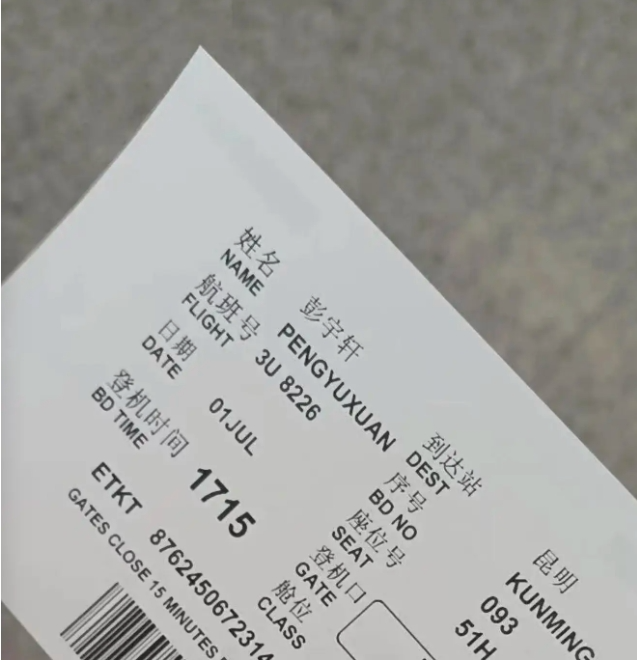 姓名 彭宇轩
NAME PENGYUXUAN
航班号
FLIGHT 3U 8226
日期
DATE 01JUL
登机时间
BD TIME 1715
ETKT 8762450672314
GATES CLOSE 15 MINUTES
到达站 昆明
DEST KUNMING
序号
BD NO 093
座位号
SEAT 51H
登机口
GATE
舱位
CLASS